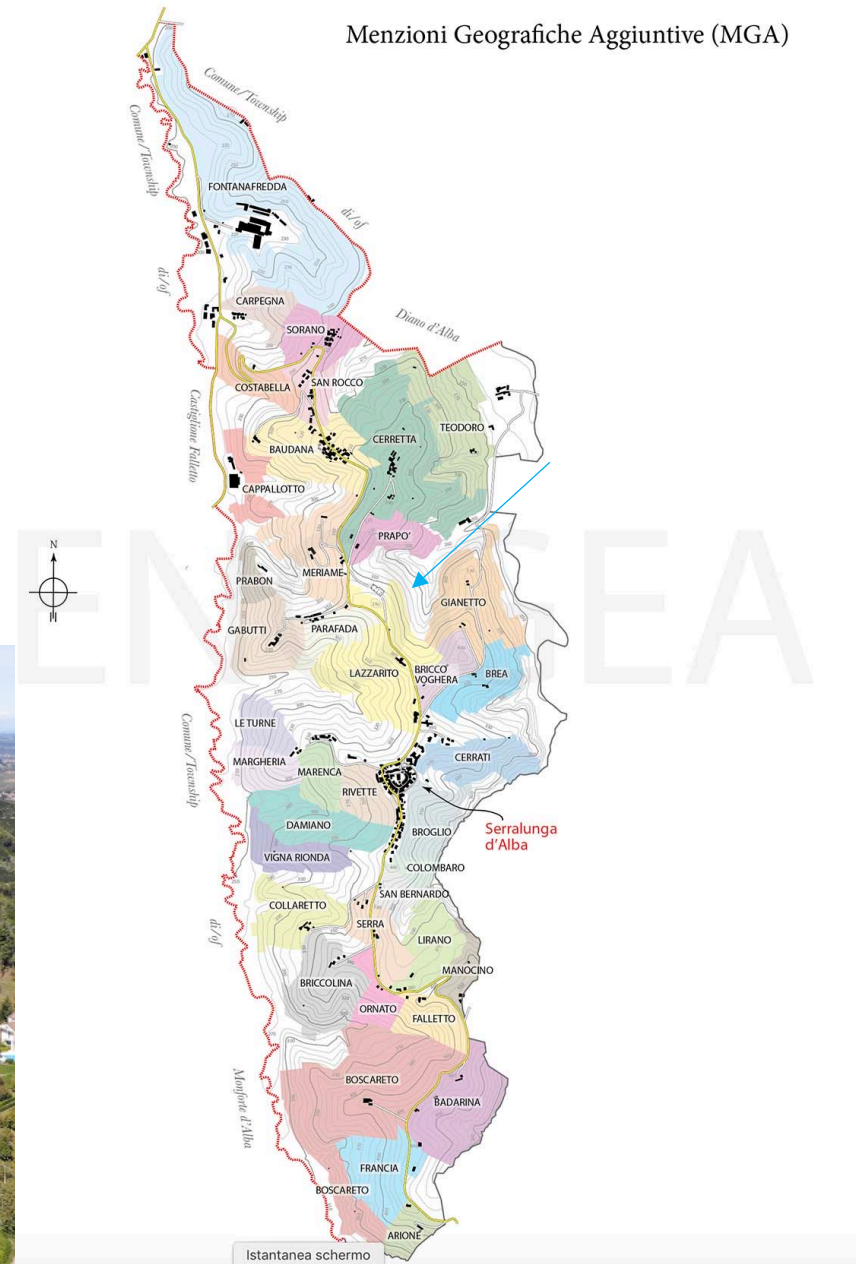 Menzioni Geografiche Aggiuntive (MGA)
Comune/Township
Comune/Township
di/of
FONTANAFREDDA
di/of
CARPEGNA
Diano d'Alba
SORANO
COSTABELLA
SAN ROCCO
Castiglione Falletto
CERRETTA
TEODORO
BAUDANA
CAPPALLOTTO
PRAPO'
N
MERIAME
PRABON
GIANETTO
GABUTTI
PARAFADA
LAZZARITO
BRICCO
VOGHERA
BREA
LE TURNE
Comune/Township
MARGHERIA
CERRATI
MARENCA
RIVETTE
DAMIANO
BROGLIO
Serralunga
d'Alba
VIGNA RIONDA
COLOMBARO
SAN BERNARDO
COLLARETTO
SERRA
di/of
LIRANO
MANOCINO
BRICCOLINA
ORNATO
FALLETTO
BOSCARETO
Monforte d'Alba
BADARINA
FRANCIA
BOSCARETO
ARIONE
Istantanea schermo